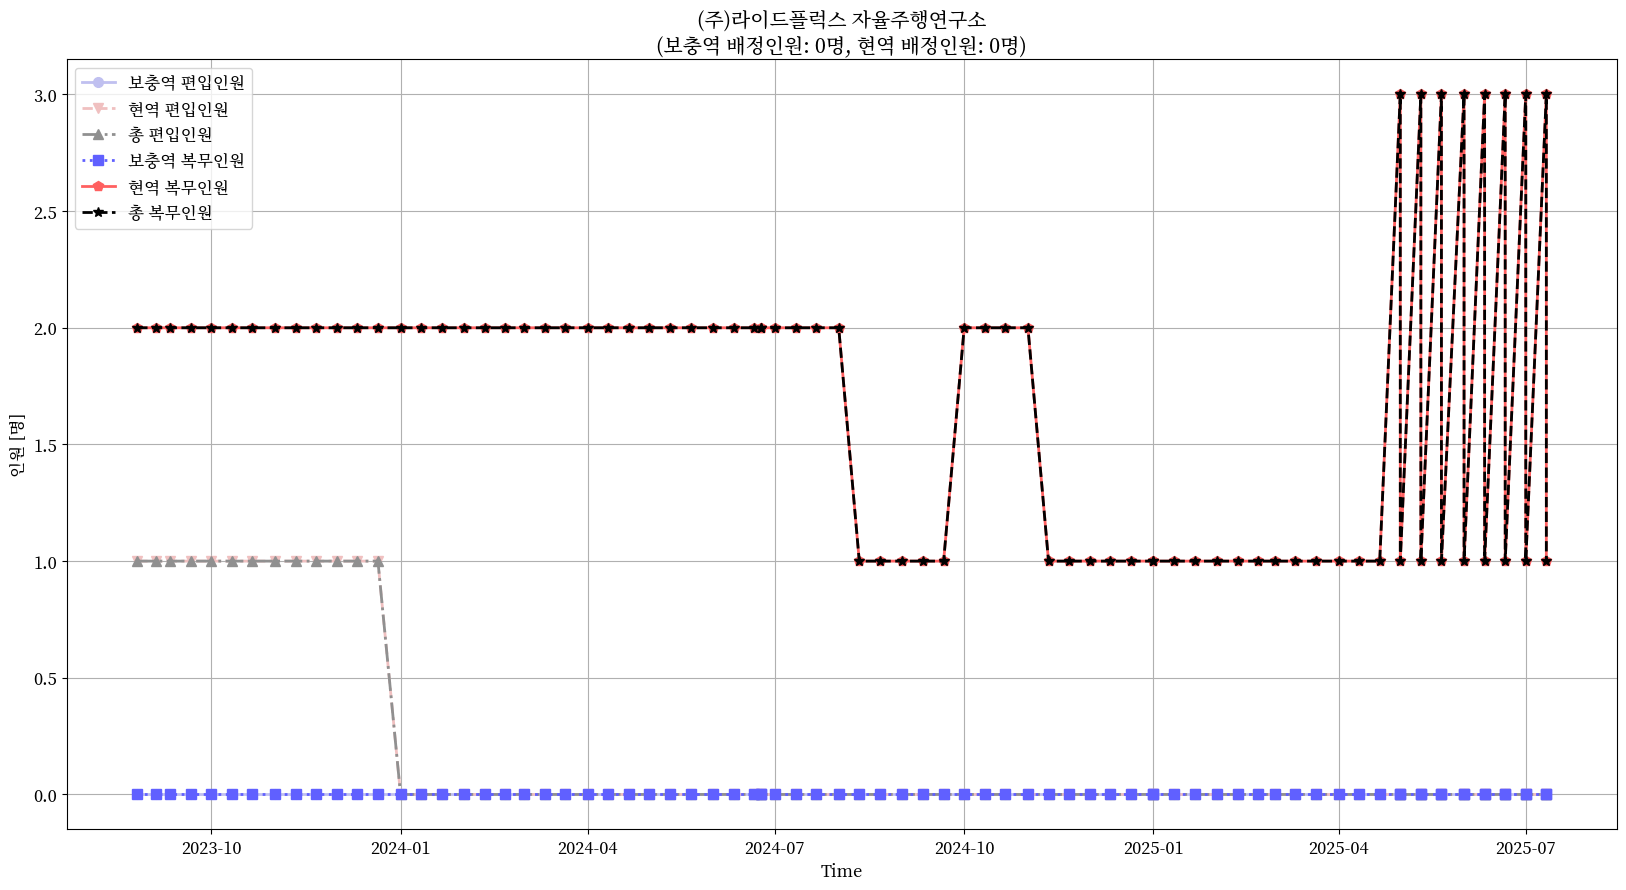 (주)라이드플럭스 자율주행연구소
(보충역 배정인원: 0명, 현역 배정인원: 0명)
보충역 편입인원
현역 편입인원
총 편입인원
보충역 복무인원
현역 복무인원
총 복무인원
3.0
2.5
2.0
1.5
1.0
0.5
0.0
인원 [명]
2023-10
2024-01
2024-04
2024-07
2024-10
2025-01
2025-04
2025-07
Time